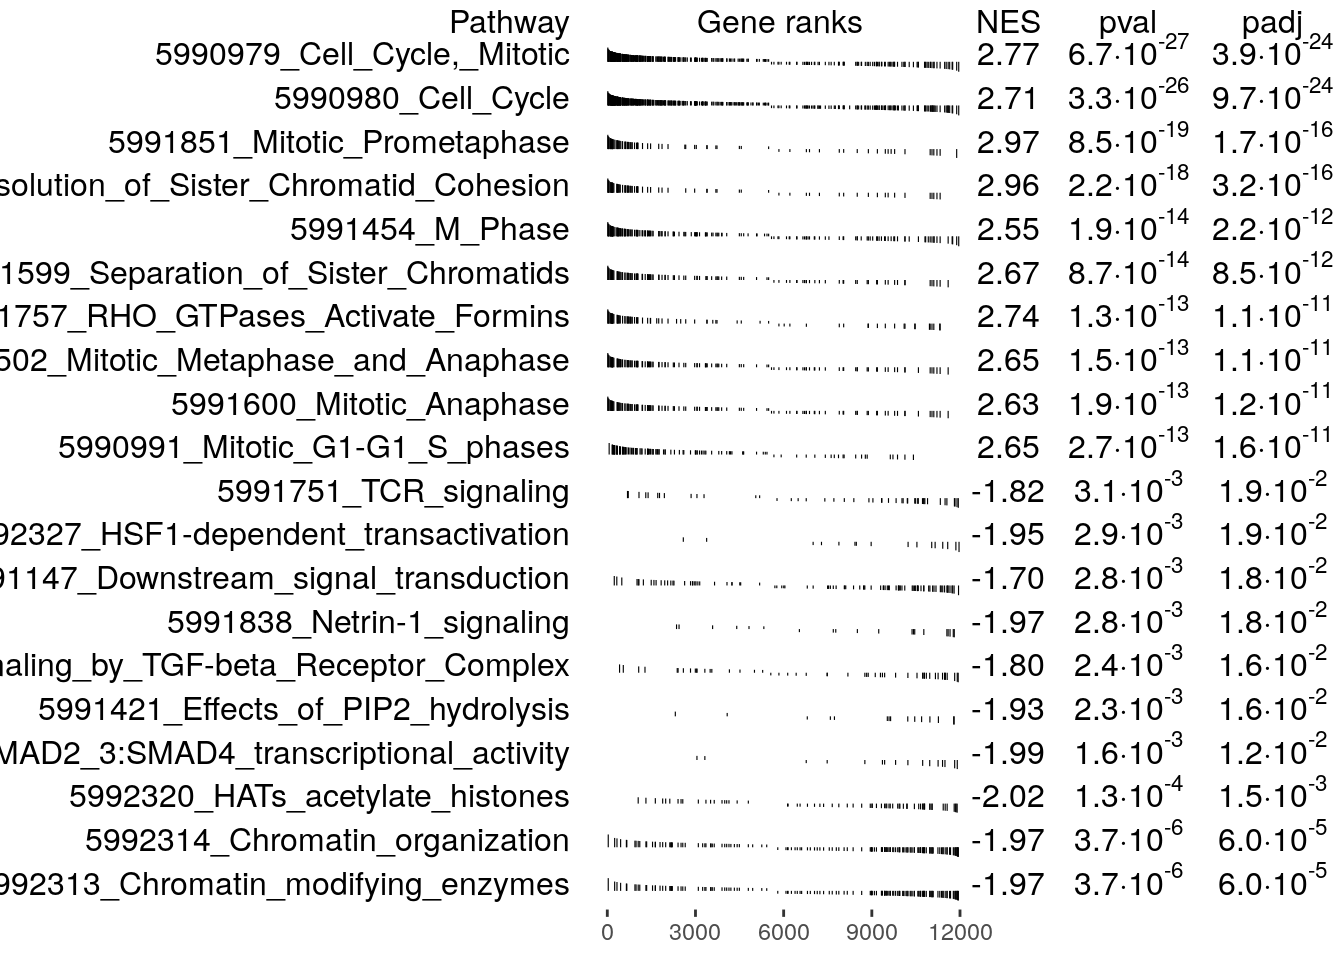 Pathway Gene ranks NES pval padj
5990979_Cell_Cycle,_Mitotic 2.77 6.7·10^-27 3.9·10^-24
5990980_Cell_Cycle 2.71 3.3·10^-26 9.7·10^-24
5991851_Mitotic_Prometaphase 2.97 8.5·10^-19 1.7·10^-16
solution_of_Sister_Chromatid_Cohesion 2.96 2.2·10^-18 3.2·10^-16
5991454_M_Phase 2.55 1.9·10^-14 2.2·10^-12
1599_Separation_of_Sister_Chromatids 2.67 8.7·10^-14 8.5·10^-12
1757_RHO_GTPases_Activate_Formins 2.74 1.3·10^-13 1.1·10^-11
502_Mitotic_Metaphase_and_Anaphase 2.65 1.5·10^-13 1.1·10^-11
5991600_Mitotic_Anaphase 2.63 1.9·10^-13 1.2·10^-11
5990991_Mitotic_G1-G1_S_phases 2.65 2.7·10^-13 1.6·10^-11
5991751_TCR_signaling -1.82 3.1·10^-3 1.9·10^-2
92327_HSF1-dependent_transactivation -1.95 2.9·10^-3 1.9·10^-2
91147_Downstream_signal_transduction -1.70 2.8·10^-3 1.8·10^-2
5991838_Netrin-1_signaling -1.97 2.8·10^-3 1.8·10^-2
naling_by_TGF-beta_Receptor_Complex -1.80 2.4·10^-3 1.6·10^-2
5991421_Effects_of_PIP2_hydrolysis -1.93 2.3·10^-3 1.6·10^-2
MAD2_3:SMAD4_transcriptional_activity -1.99 1.6·10^-3 1.2·10^-2
5992320_HATs_acetylate_histones -2.02 1.3·10^-4 1.5·10^-3
5992314_Chromatin_organization -1.97 3.7·10^-6 6.0·10^-5
992313_Chromatin_modifying_enzymes -1.97 3.7·10^-6 6.0·10^-5
0 3000 6000 9000 12000